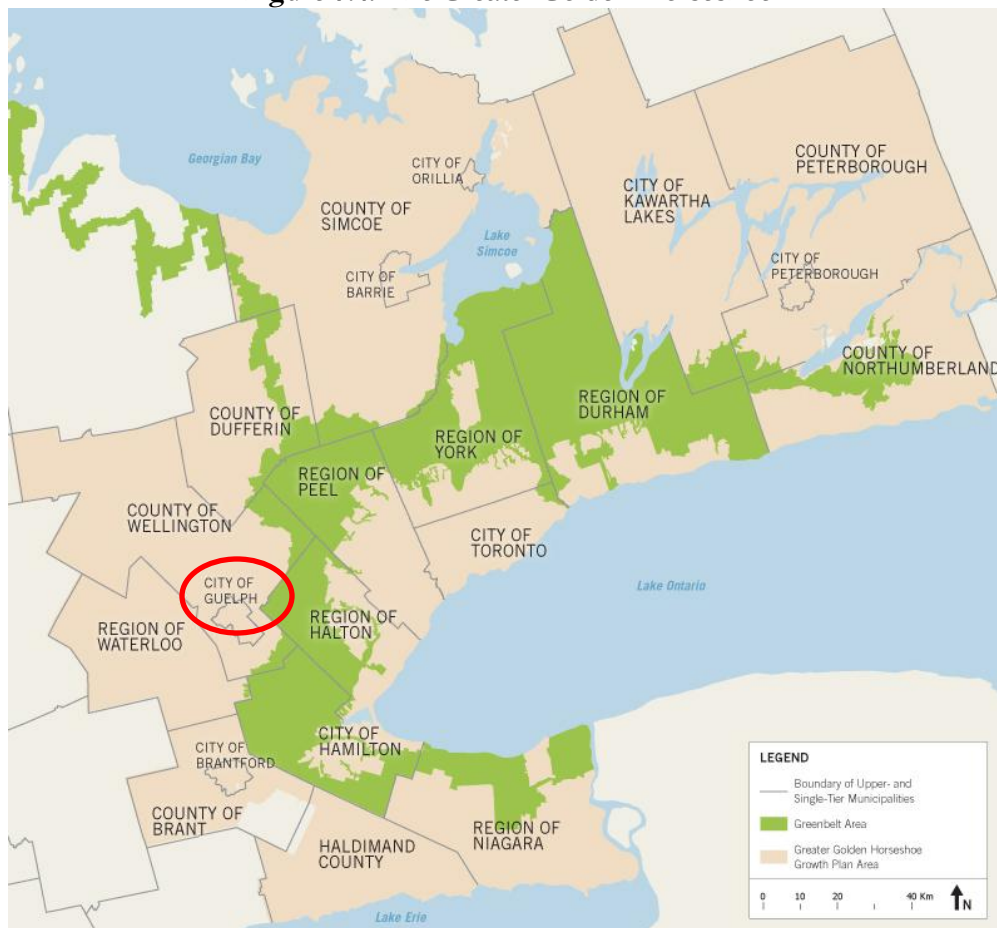 Georgian Bay
CITY OF
ORILLIA
COUNTY OF
SIMCOE
Lake
Simcoe
CITY OF
BARRIE
CITY OF
KAWARTHA
LAKES
COUNTY OF
PETERBOROUGH
CITY OF
PETERBOROUGH
COUNTY OF
NORTHUMBERLAND
COUNTY OF
DUFFERIN
REGION OF
YORK
REGION OF
DURHAM
REGION OF
PEEL
COUNTY OF
WELLINGTON
CITY OF
TORONTO
CITY OF
GUELPH
Lake Ontario
REGION OF
WATERLOO
REGION OF
HALTON
CITY OF
HAMILTON
CITY OF
BRANTFORD
COUNTY OF
BRANT
HALDIMAND
COUNTY
REGION OF
NIAGARA
Lake Erie
LEGEND
Boundary of Upper- and
Single-Tier Municipalities
Greenbelt Area
Greater Golden Horseshoe
Growth Plan Area
0 10 20 40 Km
N